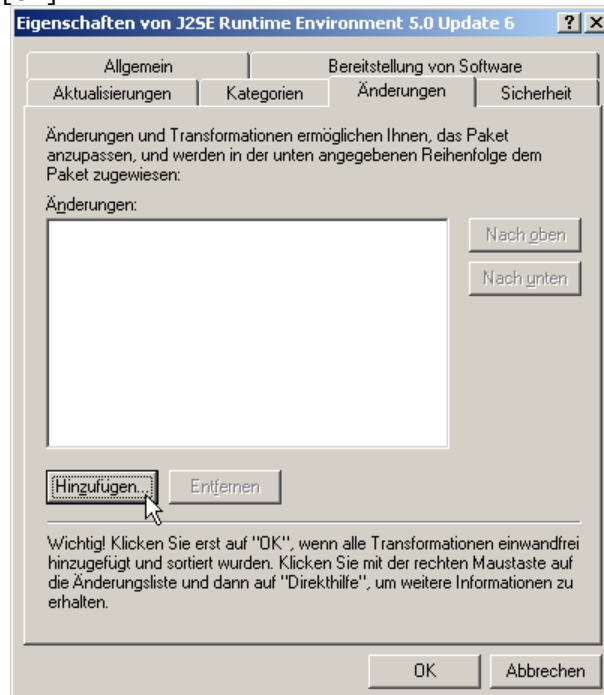 Eigenschaften von J2SE Runtime Environment 5.0 Update 6
Allgemein
Bereitstellung von Software
Aktualisierungen
Kategorien
Änderungen
Sicherheit
Änderungen und Transformationen ermöglichen Ihnen, das Paket
anzupassen, und werden in der unten angegebenen Reihenfolge dem
Paket zugewiesen:
Änderungen:
Nach oben
Nach unten
Hinzufügen...
Entfernen
Wichtig! Klicken Sie erst auf "OK", wenn alle Transformationen einwandfrei
hinzugefügt und sortiert wurden. Klicken Sie mit der rechten Maustaste auf
die Änderungsliste und dann auf "Direkthilfe", um weitere Informationen zu
erhalten.
OK
Abbrechen